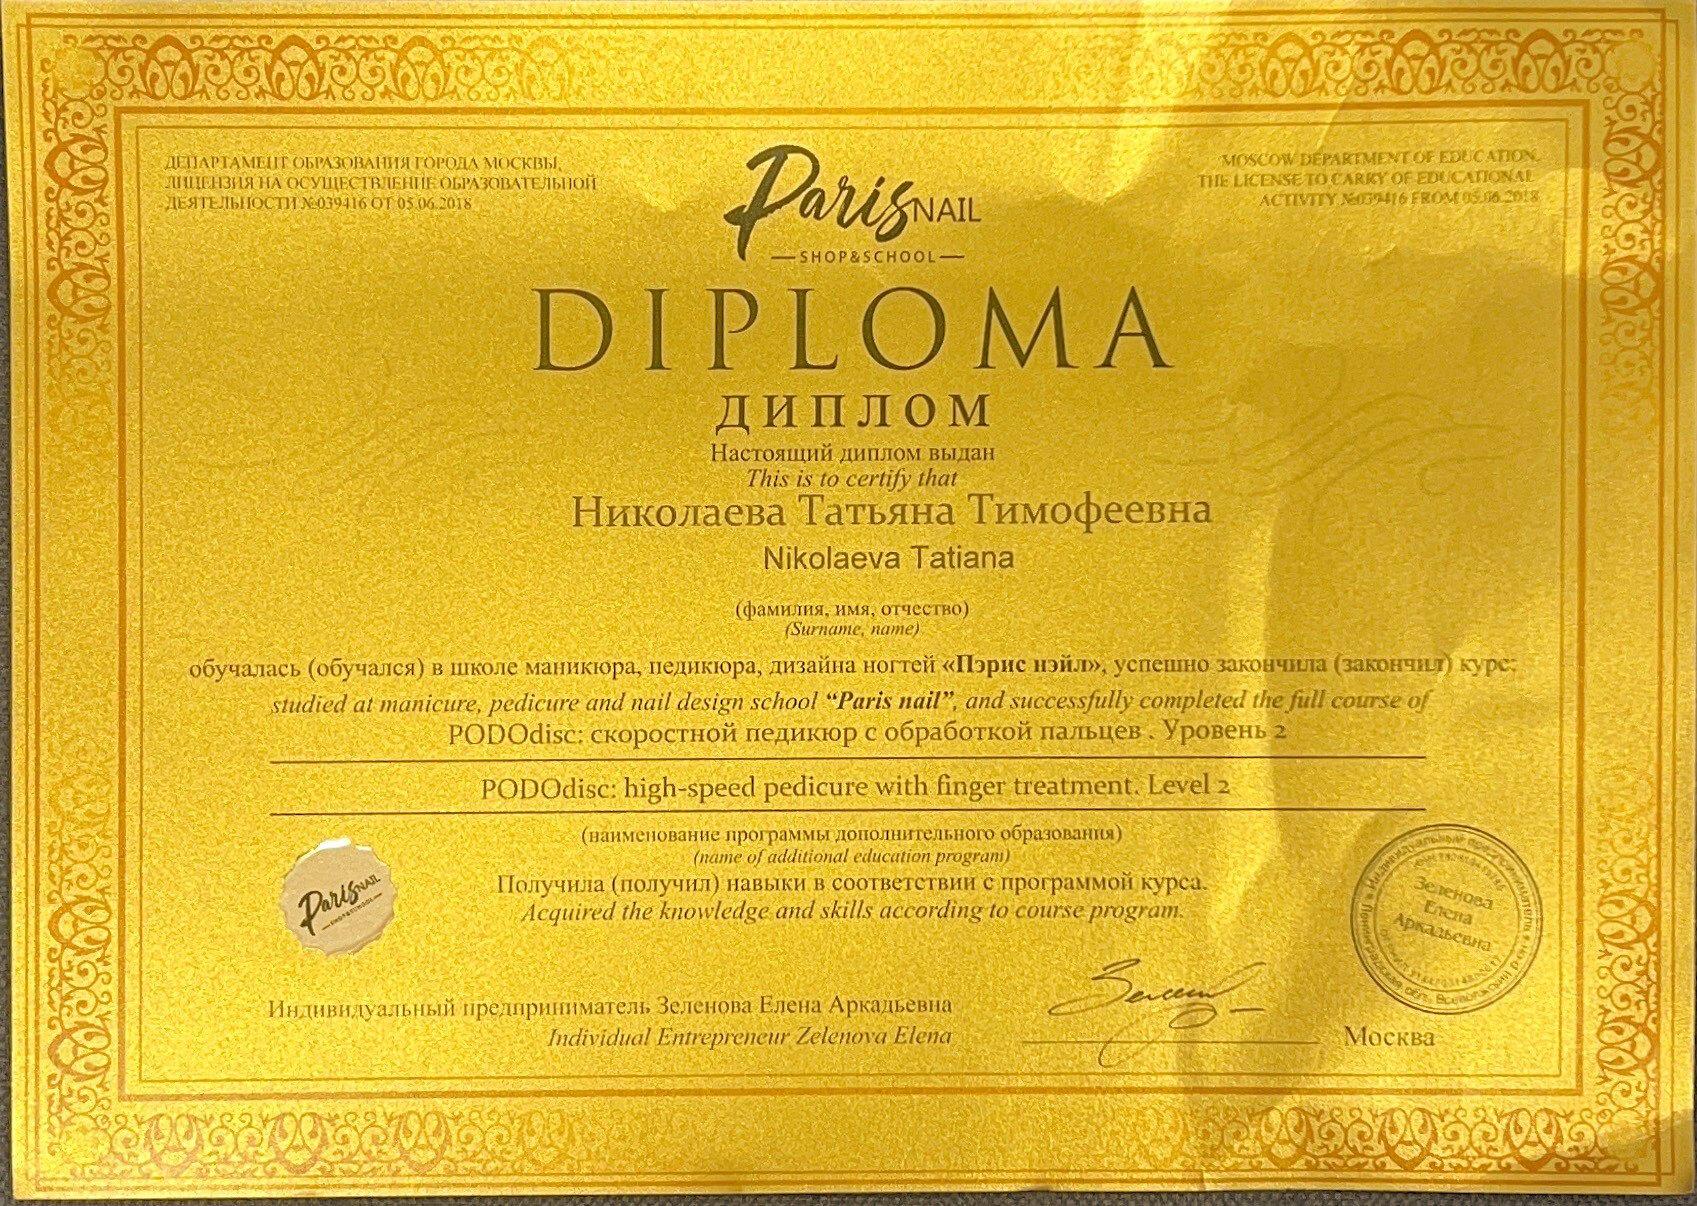 ДЕПАРТАМЕНТ ОБРАЗОВАНИЯ ГОРОДА МОСКВЫ,
ЛИЦЕНЗИЯ НА ОСУЩЕСТВЛЕНИЕ ОБРАЗОВАТЕЛЬНОЙ
ДЕЯТЕЛЬНОСТИ №039416 ОТ 05.06.2018
MOSCOW DEPARTMENT OF EDUCATION,
THE LICENSE TO CARRY OF EDUCATIONAL
ACTIVITY №039416 FROM 05.06.2018
Paris NAIL
SHOP&SCHOOL
DIPLOMA
ДИПЛОМ
Настоящий диплом выдан
This is to certify that
Николаева Татьяна Тимофеевна
Nikolaeva Tatiana
(фамилия, имя, отчество)
(Surname, name)
обучалась (обучался) в школе маникюра, педикюра, дизайна ногтей «Пэрис нэйл», успешно закончила (закончил) курс:
studied at manicure, pedicure and nail design school “Paris nail”, and successfully completed the full course of
PODOdisc: скоростной педикюр с обработкой пальцев . Уровень 2
PODOdisc: high-speed pedicure with finger treatment. Level 2
(наименование программы дополнительного образования)
(name of additional education program)
Получила (получил) навыки в соответствии с программой курса.
Acquired the knowledge and skills according to course program.
Paris NAIL
SHOP&SCHOOL
Индивидуальный предприниматель
Зеленова
Елена
Аркадьевна
Индивидуальный предприниматель Зеленова Елена Аркадьевна
Individual Entrepreneur Zelenova Elena
Москва